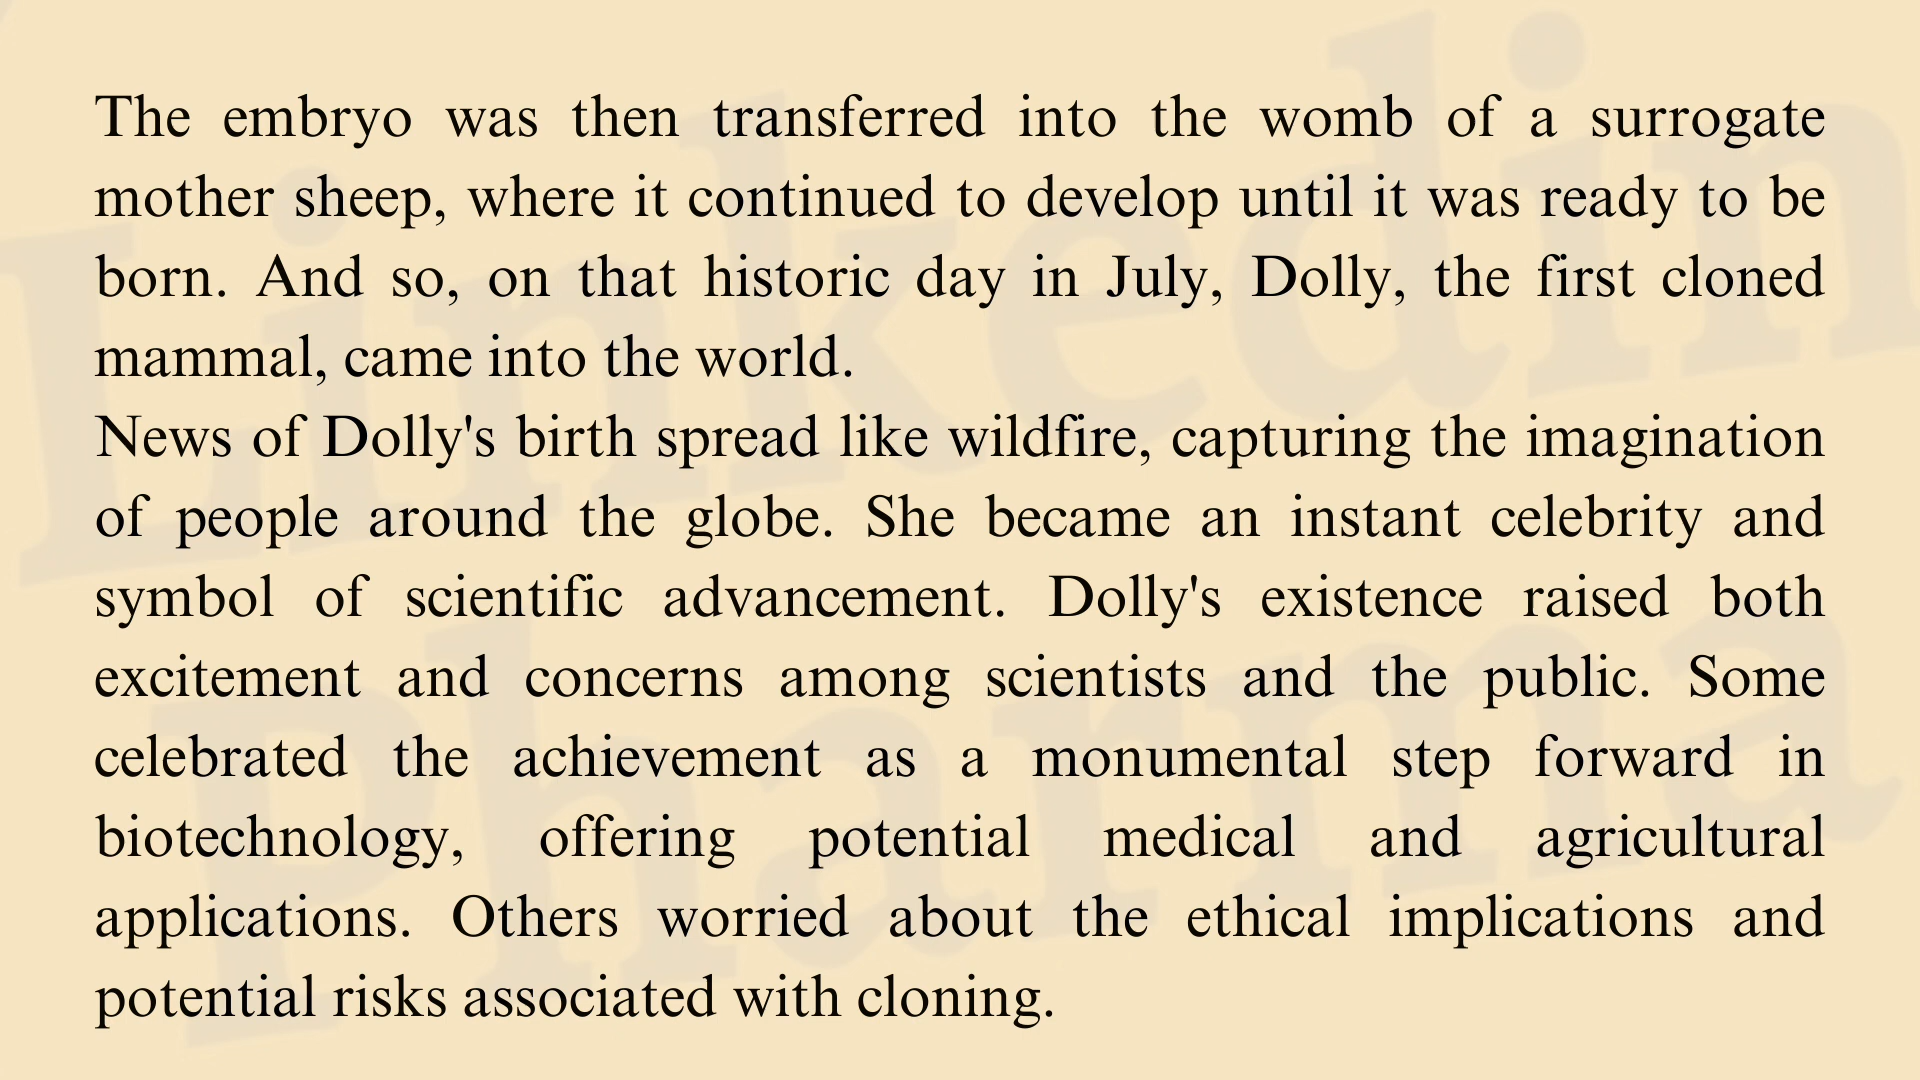 The embryo was then transferred into the womb of a surrogate
mother sheep, where it continued to develop until it was ready to be
born. And so, on that historic day in July, Dolly, the first cloned
mammal, came into the world.
News of Dolly's birth spread like wildfire, capturing the imagination
of people around the globe. She became an instant celebrity and
symbol of scientific advancement. Dolly's existence raised both
excitement and concerns among scientists and the public. Some
celebrated the achievement as a monumental step forward in
biotechnology, offering potential medical and agricultural
applications. Others worried about the ethical implications and
potential risks associated with cloning.
Linkedin
Pharma